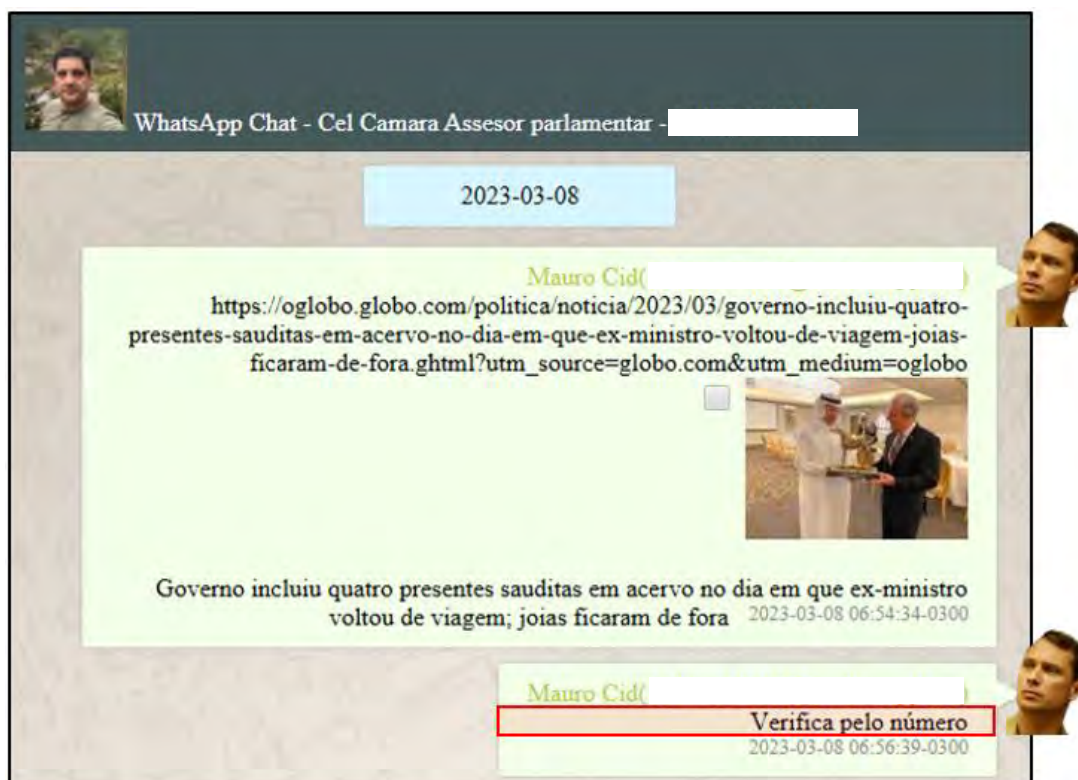 WhatsApp Chat - Cel Camara Assesor parlamentar -
2023-03-08
Mauro Cid(
https://oglobo.globo.com/politica/noticia/2023/03/governo-incluiu-quatro-
presentes-sauditas-em-acervo-no-dia-em-que-ex-ministro-voltou-de-viagem-joias-
ficaram-de-fora.ghtml?utm_source=globo.com&utm_medium=oglobo
Governo incluiu quatro presentes sauditas em acervo no dia em que ex-ministro
voltou de viagem; joias ficaram de fora 2023-03-08 06:54:34-0300
Mauro Cid( )
Verifica pelo número
2023-03-08 06:56:39-0300